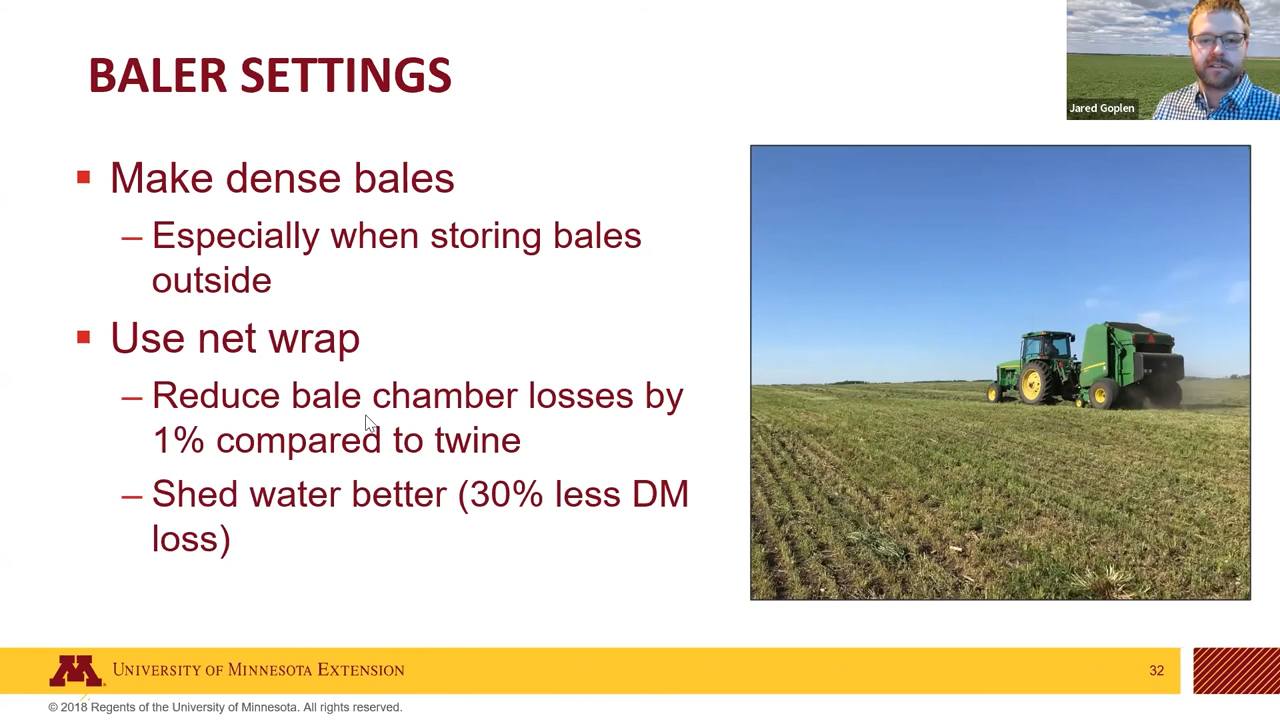 BALER SETTINGS
Jared Goplen
Make dense bales
– Especially when storing bales
outside
Use net wrap
– Reduce bale chamber losses by
1% compared to twine
– Shed water better (30% less DM
loss)
M UNIVERSITY OF MINNESOTA EXTENSION
32
© 2018 Regents of the University of Minnesota. All rights reserved.